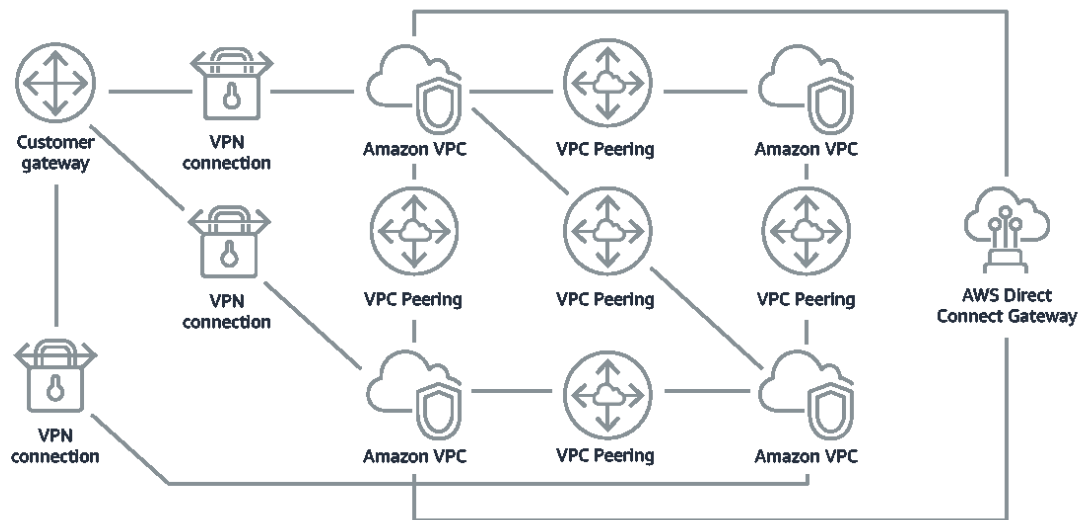 Customer
gateway
VPN
connection
Amazon VPC
VPC Peering
Amazon VPC
VPN
connection
VPC Peering
VPC Peering
VPC Peering
AWS Direct
Connect Gateway
VPN
connection
Amazon VPC
VPC Peering
Amazon VPC